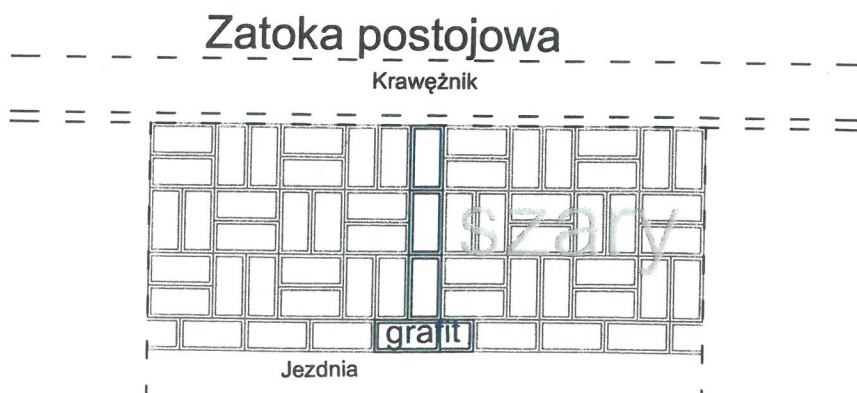 Zatoka postojowa
Krawężnik
szary
grafit
Jezdnia